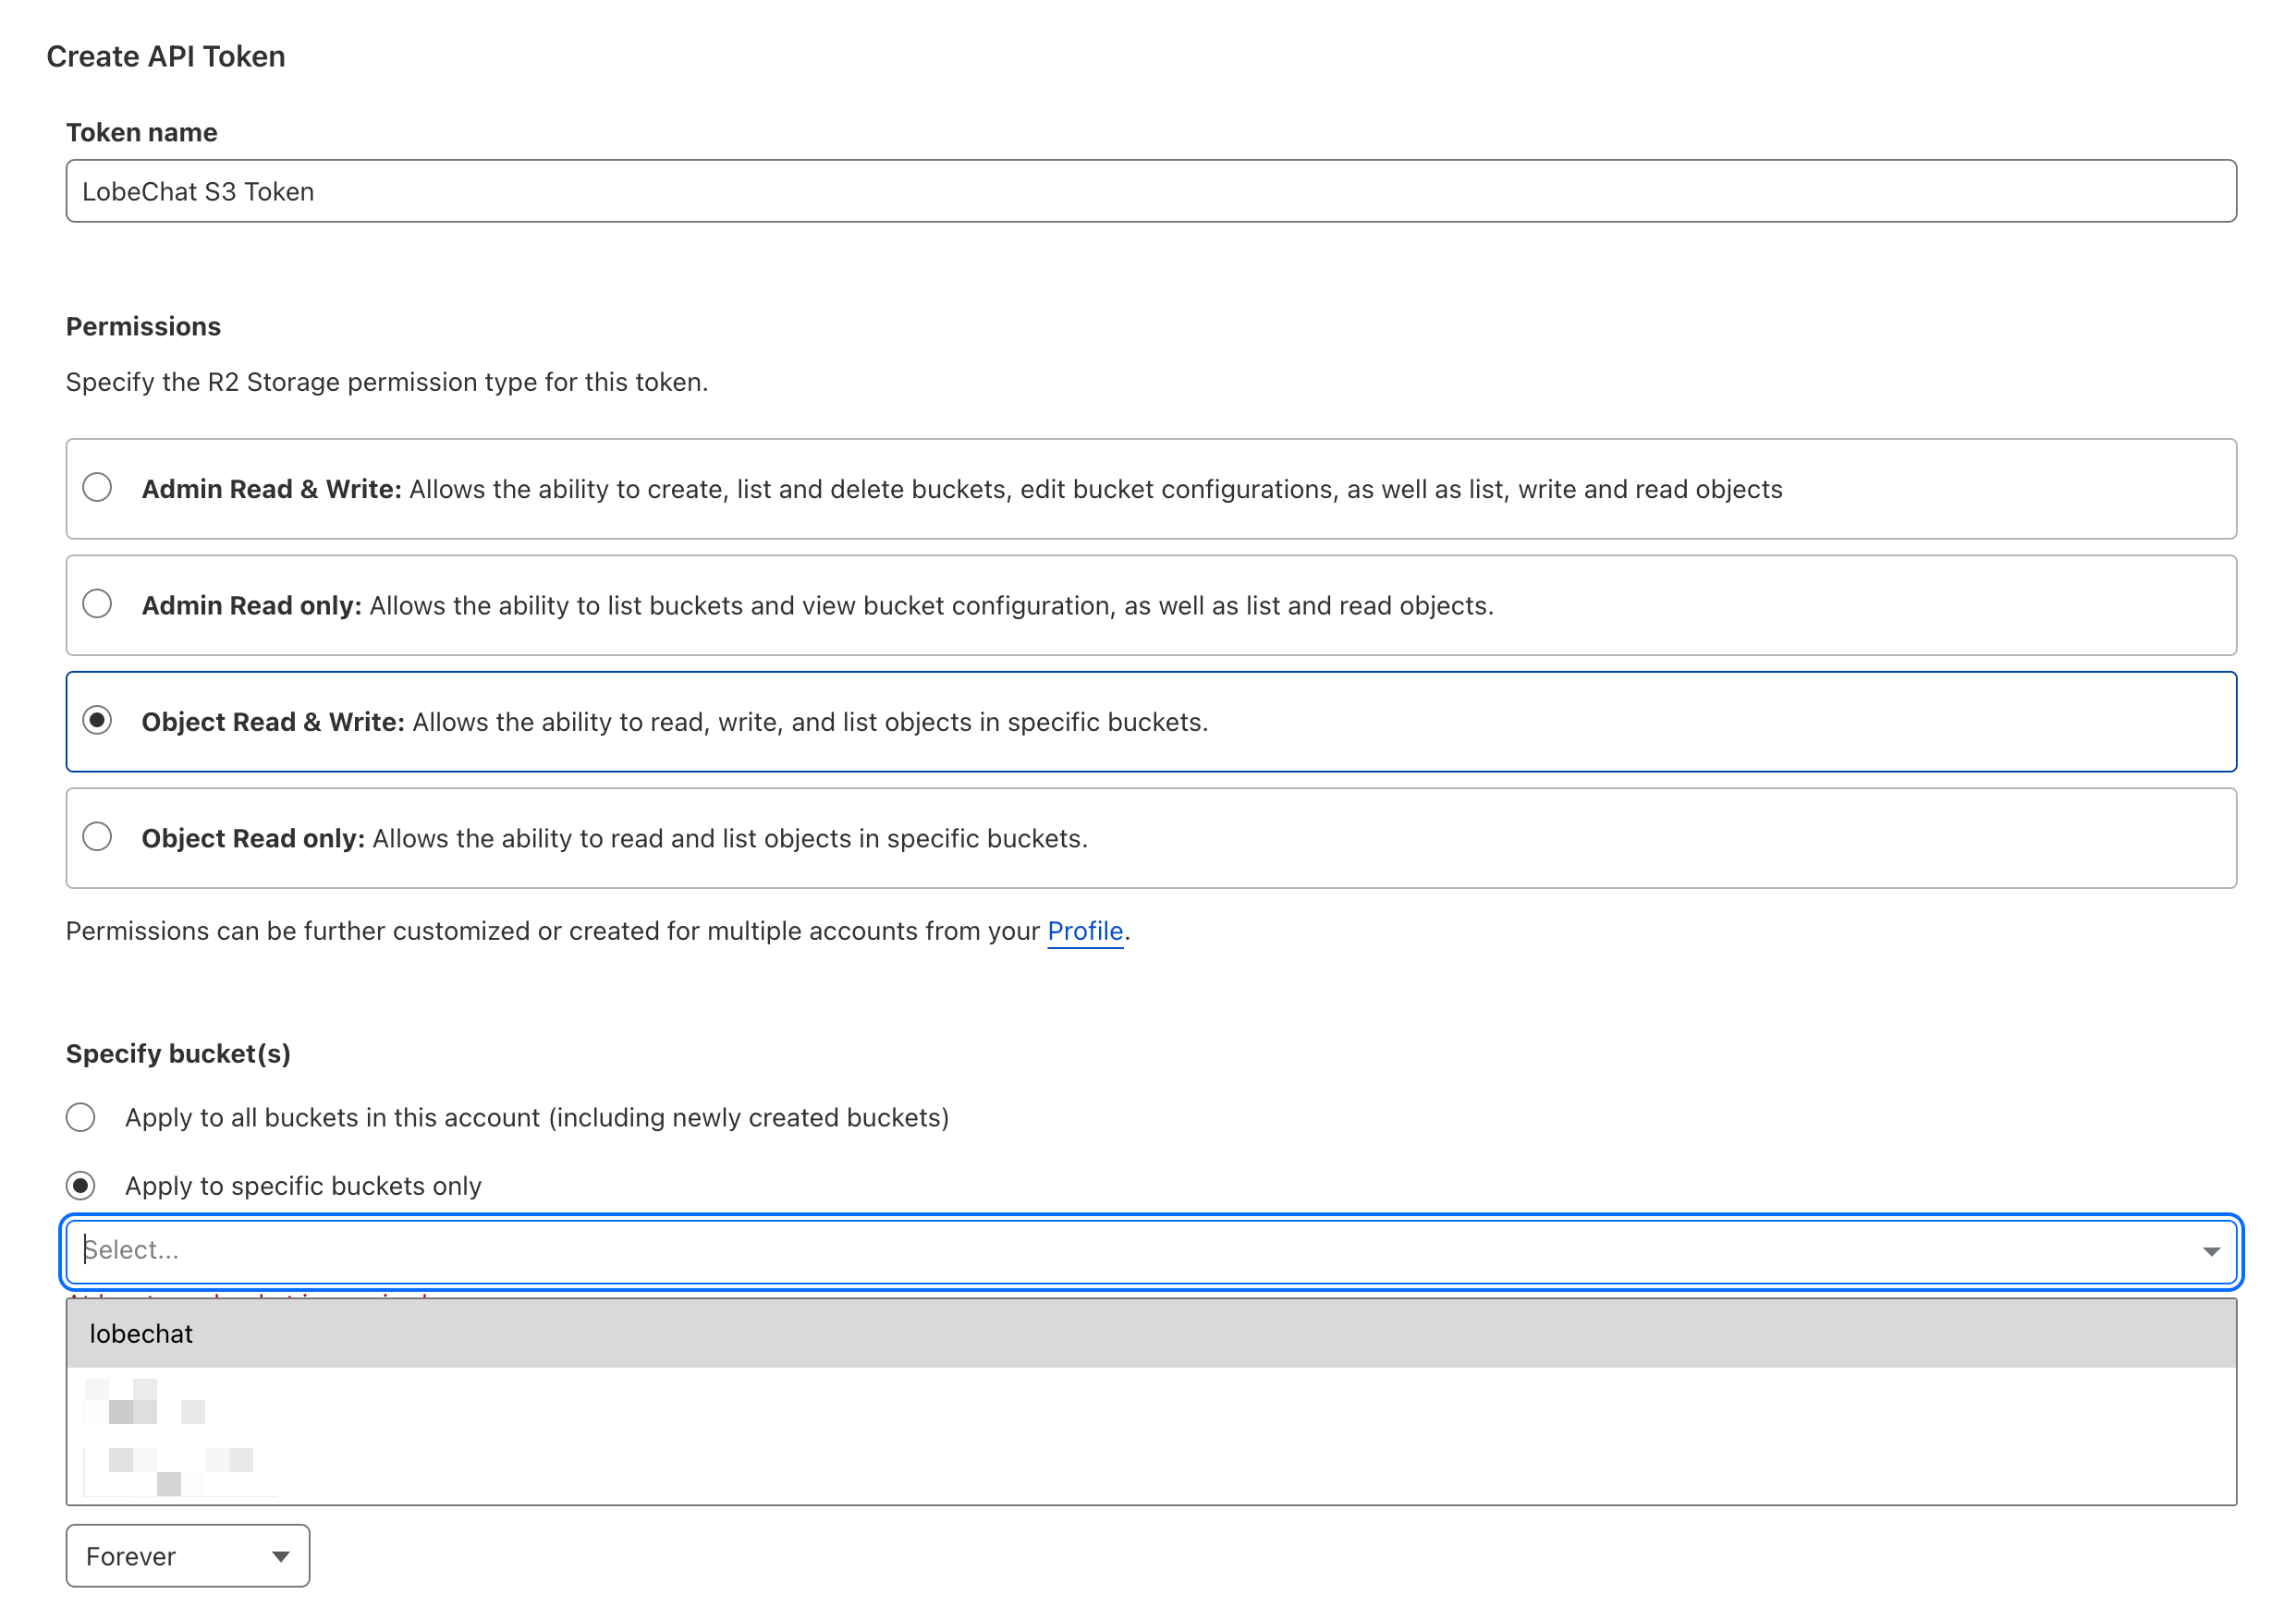 Create API Token
Token name
LobeChat S3 Token
Permissions
Specify the R2 Storage permission type for this token.
Admin Read & Write: Allows the ability to create, list and delete buckets, edit bucket configurations, as well as list, write and read objects
Admin Read only: Allows the ability to list buckets and view bucket configuration, as well as list and read objects.
Object Read & Write: Allows the ability to read, write, and list objects in specific buckets.
Object Read only: Allows the ability to read and list objects in specific buckets.
Permissions can be further customized or created for multiple accounts from your Profile.
Specify bucket(s)
Apply to all buckets in this account (including newly created buckets)
Apply to specific buckets only
Select...
lobechat
Forever